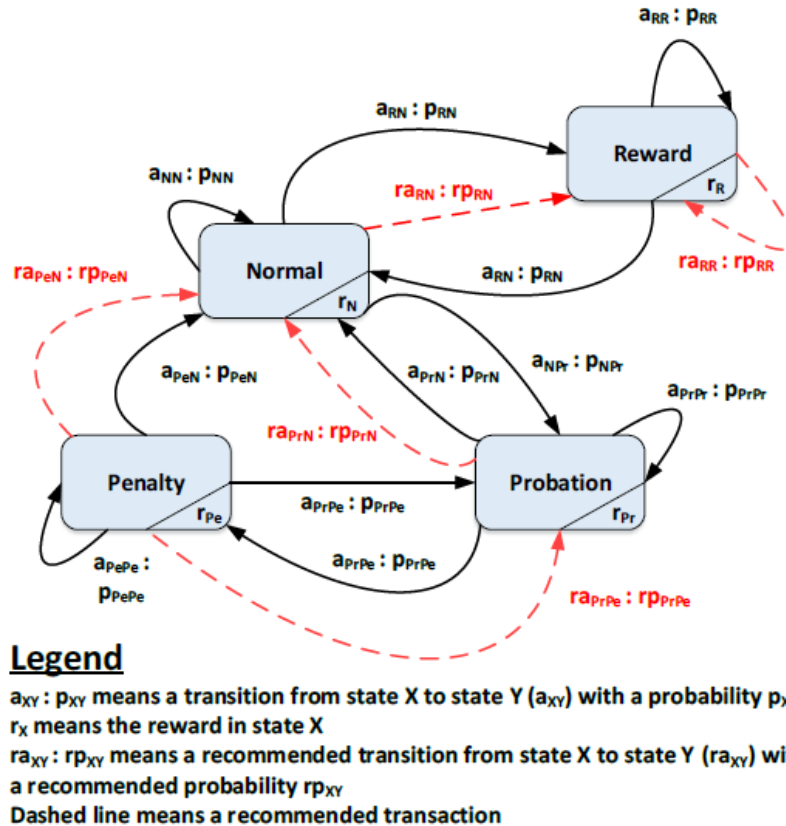 aRR : pRR
aRN : pRN
Reward
rR
aNN : pNN
raRN : rpRN
raRR : rpRR
raPeN : rpPeN
Normal
rN
aRN : pRN
aPeN : pPeN
aPrN : pPrN
aNPr : pNPr
aPrPr : pPrPr
raPrN : rpPrN
Penalty
rPe
Probation
rPr
aPrPe : pPrPe
aPrPe : pPrPe
aPePe :
pPePe
raPrPe : rpPrPe
Legend
aXY : pXY means a transition from state X to state Y (aXY) with a probability
rX means the reward in state X
raXY : rpXY means a recommended transition from state X to state Y (raXY)
a recommended probability rpXY
Dashed line means a recommended transaction